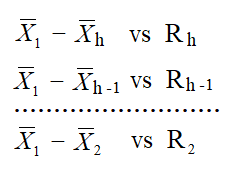 X̅₁ − X̅ₕ vs Rₕ
X̅₁ − X̅ₕ₋₁ vs Rₕ₋₁
..............................
X̅₁ − X̅₂ vs R₂